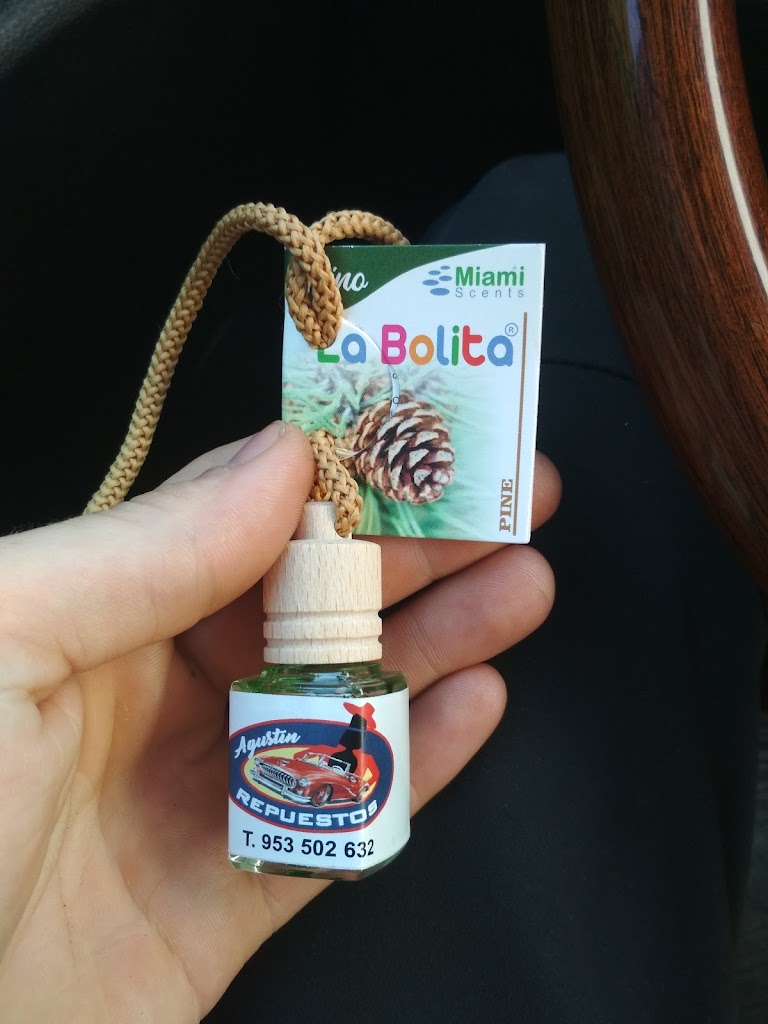 Miami
Scents
La Bolita®
PINE
Agustin
REPUESTOS
T. 953 502 632